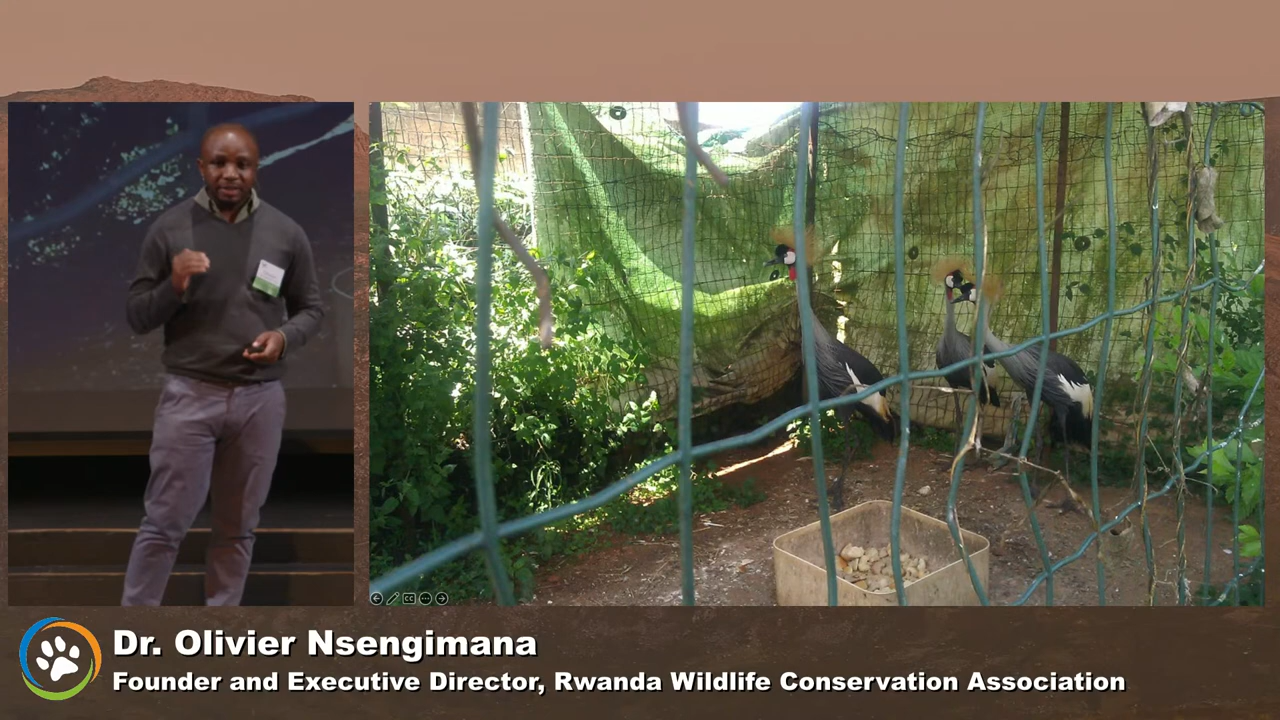 Dr. Olivier Nsengimana
Founder and Executive Director, Rwanda Wildlife Conservation Association